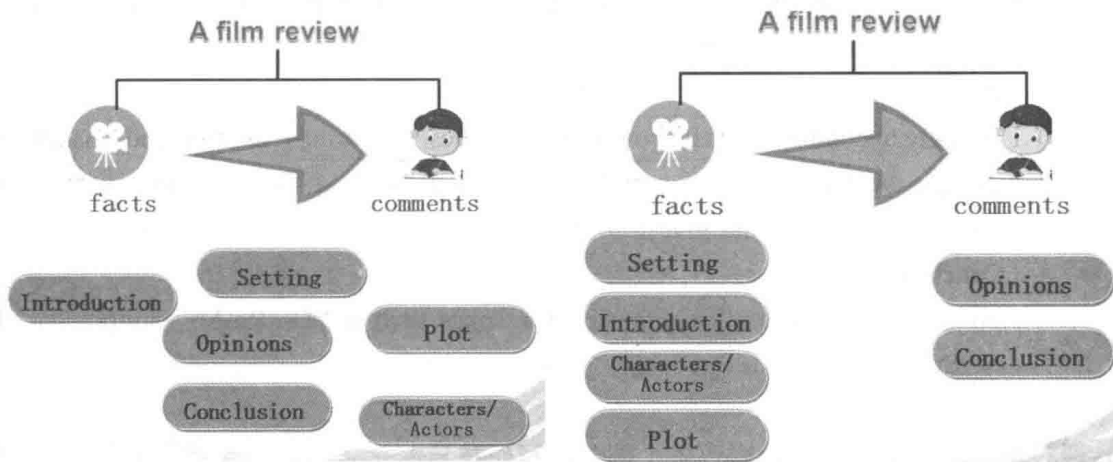 A film review
facts
comments
Setting
Introduction
Opinions
Plot
Conclusion
Characters/
Actors
A film review
facts
comments
Setting
Introduction
Characters/
Actors
Plot
Opinions
Conclusion